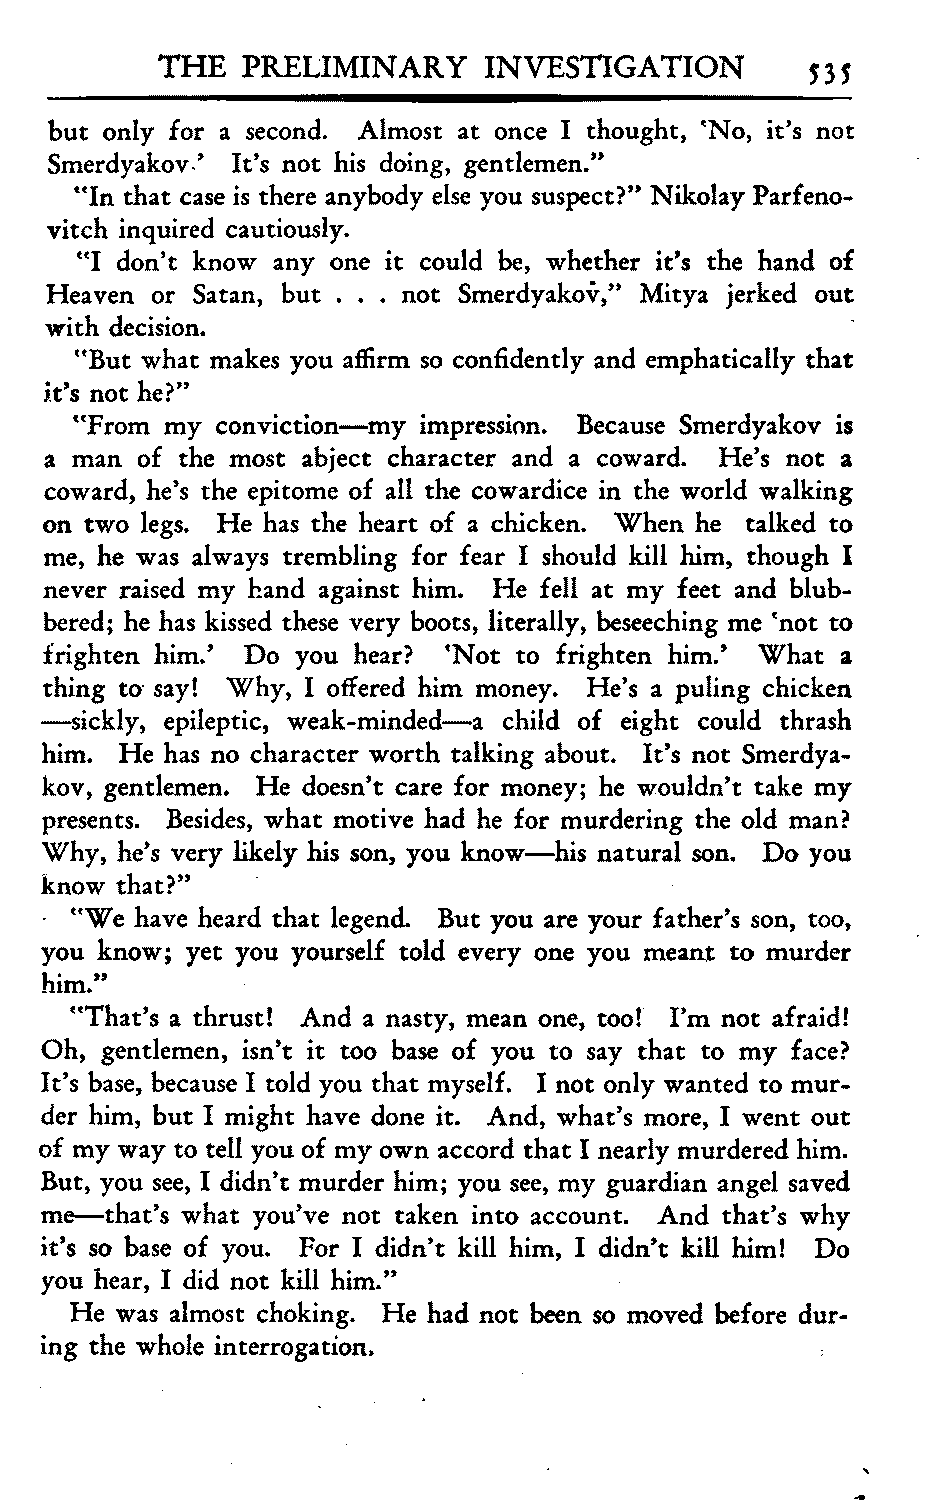 THE PRELIMINARY INVESTIGATION 535
but only for a second. Almost at once I thought, 'No, it's not
Smerdyakov.' It's not his doing, gentlemen."
"In that case is there anybody else you suspect?" Nikolay Parfeno-
vitch inquired cautiously.
"I don't know any one it could be, whether it's the hand of
Heaven or Satan, but . . . not Smerdyakov," Mitya jerked out
with decision.
"But what makes you affirm so confidently and emphatically that
it's not he?"
"From my conviction—my impression. Because Smerdyakov is
a man of the most abject character and a coward. He's not a
coward, he's the epitome of all the cowardice in the world walking
on two legs. He has the heart of a chicken. When he talked to
me, he was always trembling for fear I should kill him, though I
never raised my hand against him. He fell at my feet and blub-
bered; he has kissed these very boots, literally, beseeching me 'not to
frighten him.' Do you hear? 'Not to frighten him.' What a
thing to say! Why, I offered him money. He's a puling chicken
—sickly, epileptic, weak-minded—a child of eight could thrash
him. He has no character worth talking about. It's not Smerdya-
kov, gentlemen. He doesn't care for money; he wouldn't take my
presents. Besides, what motive had he for murdering the old man?
Why, he's very likely his son, you know—his natural son. Do you
know that?"
"We have heard that legend. But you are your father's son, too,
you know; yet you yourself told every one you meant to murder
him."
"That's a thrust! And a nasty, mean one, too! I'm not afraid!
Oh, gentlemen, isn't it too base of you to say that to my face?
It's base, because I told you that myself. I not only wanted to mur-
der him, but I might have done it. And, what's more, I went out
of my way to tell you of my own accord that I nearly murdered him.
But, you see, I didn't murder him; you see, my guardian angel saved
me—that's what you've not taken into account. And that's why
it's so base of you. For I didn't kill him, I didn't kill him! Do
you hear, I did not kill him."
He was almost choking. He had not been so moved before dur-
ing the whole interrogation.